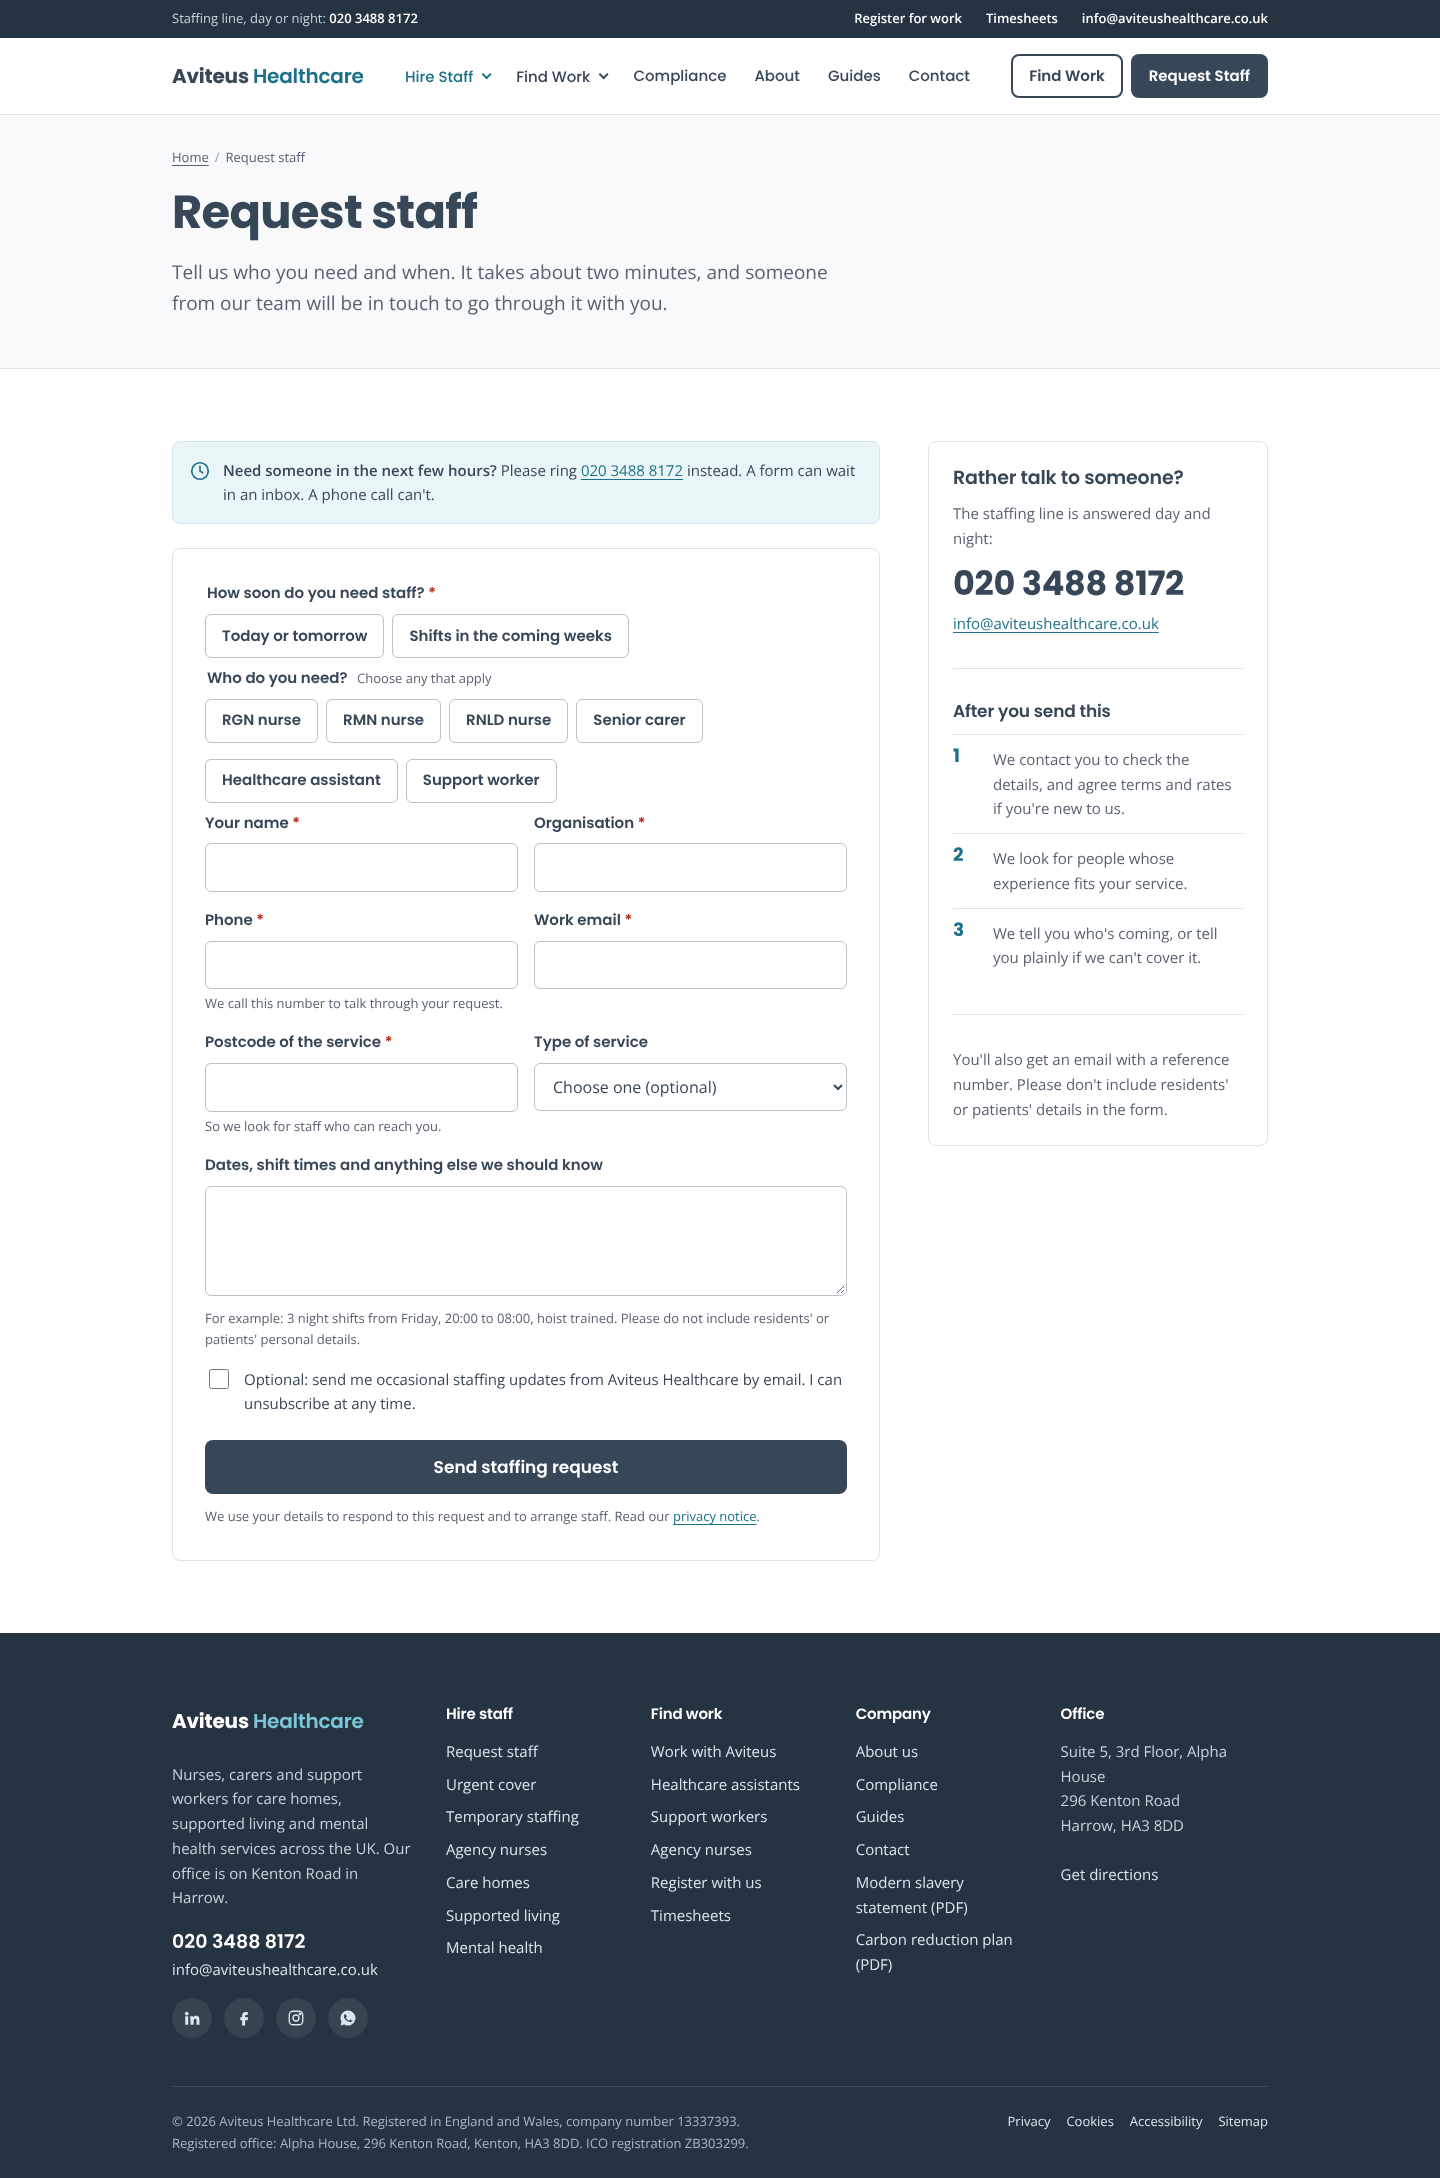 Staffing line, day or night: 020 3488 8172
Register for work Timesheets info@aviteushealthcare.co.uk
Aviteus Healthcare
Hire Staff Find Work Compliance About Guides Contact
Find Work Request Staff
Home / Request staff
Request staff
Tell us who you need and when. It takes about two minutes, and someone
from our team will be in touch to go through it with you.
Need someone in the next few hours? Please ring 020 3488 8172 instead. A form can wait
in an inbox. A phone call can't.
How soon do you need staff? *
Today or tomorrow Shifts in the coming weeks
Who do you need? Choose any that apply
RGN nurse RMN nurse RNLD nurse Senior carer
Healthcare assistant Support worker
Your name * Organisation *
Phone * Work email *
We call this number to talk through your request.
Postcode of the service * Type of service
Choose one (optional)
So we look for staff who can reach you.
Dates, shift times and anything else we should know
For example: 3 night shifts from Friday, 20:00 to 08:00, hoist trained. Please do not include residents' or
patients' personal details.
Optional: send me occasional staffing updates from Aviteus Healthcare by email. I can
unsubscribe at any time.
Send staffing request
We use your details to respond to this request and to arrange staff. Read our privacy notice.
Rather talk to someone?
The staffing line is answered day and
night:
020 3488 8172
info@aviteushealthcare.co.uk
After you send this
1 We contact you to check the
details, and agree terms and rates
if you're new to us.
2 We look for people whose
experience fits your service.
3 We tell you who's coming, or tell
you plainly if we can't cover it.
You'll also get an email with a reference
number. Please don't include residents'
or patients' details in the form.
Aviteus Healthcare
Nurses, carers and support
workers for care homes,
supported living and mental
health services across the UK. Our
office is on Kenton Road in
Harrow.
020 3488 8172
info@aviteushealthcare.co.uk
Hire staff
Request staff
Urgent cover
Temporary staffing
Agency nurses
Care homes
Supported living
Mental health
Find work
Work with Aviteus
Healthcare assistants
Support workers
Agency nurses
Register with us
Timesheets
Company
About us
Compliance
Guides
Contact
Modern slavery
statement (PDF)
Carbon reduction plan
(PDF)
Office
Suite 5, 3rd Floor, Alpha
House
296 Kenton Road
Harrow, HA3 8DD
Get directions
© 2026 Aviteus Healthcare Ltd. Registered in England and Wales, company number 13337393.
Registered office: Alpha House, 296 Kenton Road, Kenton, HA3 8DD. ICO registration ZB303299.
Privacy Cookies Accessibility Sitemap